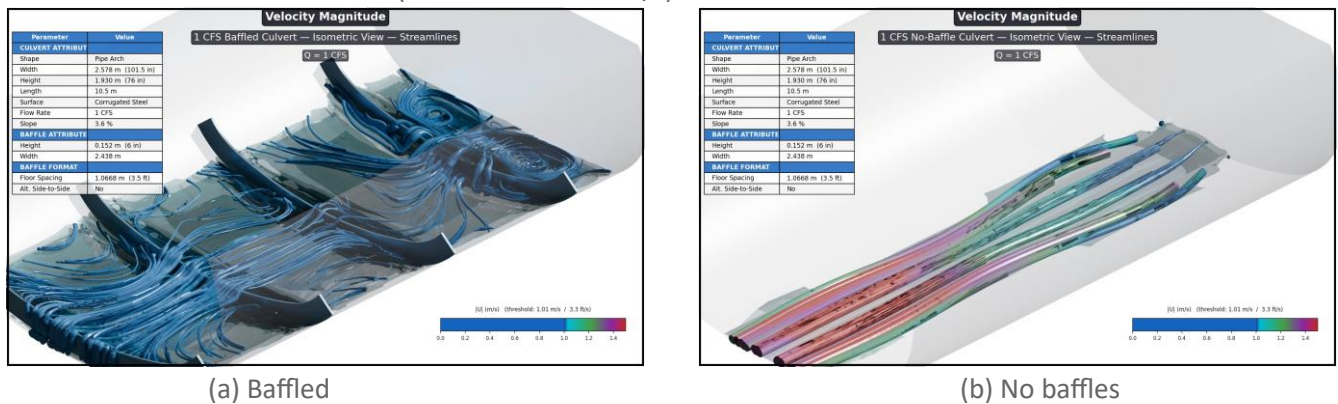 Velocity Magnitude
1 CFS Baffled Culvert — Isometric View — Streamlines
Q = 1 CFS
Parameter Value
CULVERT ATTRIBUT
Shape Pipe Arch
Width 2.578 m (101.5 in)
Height 1.930 m (76 in)
Length 10.5 m
Surface Corrugated Steel
Flow Rate 1 CFS
Slope 3.6 %
BAFFLE ATTRIBUTE
Height 0.152 m (6 in)
Width 2.438 m
BAFFLE FORMAT
Floor Spacing 1.0668 m (3.5 ft)
Alt. Side-to-Side No
|U| (m/s) (threshold: 1.01 m/s / 3.3 ft/s)
0.0 0.2 0.4 0.6 0.8 1.0 1.2 1.4
(a) Baffled
Velocity Magnitude
1 CFS No-Baffle Culvert — Isometric View — Streamlines
Q = 1 CFS
Parameter Value
CULVERT ATTRIBUT
Shape Pipe Arch
Width 2.578 m (101.5 in)
Height 1.930 m (76 in)
Length 10.5 m
Surface Corrugated Steel
Flow Rate 1 CFS
Slope 3.6 %
BAFFLE ATTRIBUTE
Height 0.152 m (6 in)
Width 2.438 m
BAFFLE FORMAT
Floor Spacing 1.0668 m (3.5 ft)
Alt. Side-to-Side No
|U| (m/s) (threshold: 1.01 m/s / 3.3 ft/s)
0.0 0.2 0.4 0.6 0.8 1.0 1.2 1.4
(b) No baffles